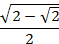 √(2 − √2) / 2